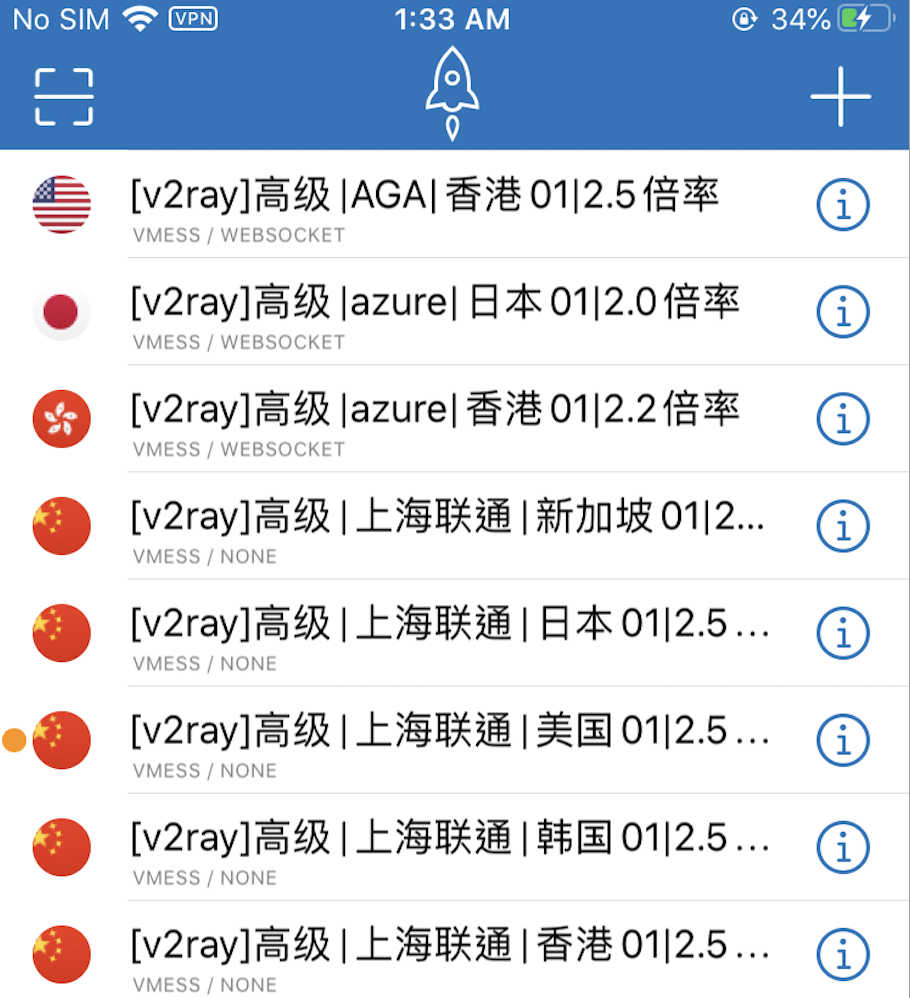 No SIM VPN 1:33 AM 34%
[v2ray]高级 |AGA| 香港 01|2.5 倍率
VMESS / WEBSOCKET
[v2ray]高级 |azure| 日本 01|2.0 倍率
VMESS / WEBSOCKET
[v2ray]高级 |azure| 香港 01|2.2 倍率
VMESS / WEBSOCKET
[v2ray]高级 | 上海联通 | 新加坡 01|2...
VMESS / NONE
[v2ray]高级 | 上海联通 | 日本 01|2.5 ...
VMESS / NONE
[v2ray]高级 | 上海联通 | 美国 01|2.5 ...
VMESS / NONE
[v2ray]高级 | 上海联通 | 韩国 01|2.5 ...
VMESS / NONE
[v2ray]高级 | 上海联通 | 香港 01|2.5 ...
VMESS / NONE